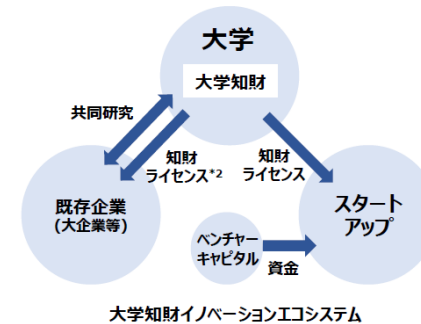 大学
大学知財
共同研究
知財
ライセンス*2
知財
ライセンス
既存企業
(大企業等)
スタート
アップ
ベンチャー
キャピタル
資金
大学知財イノベーションエコシステム